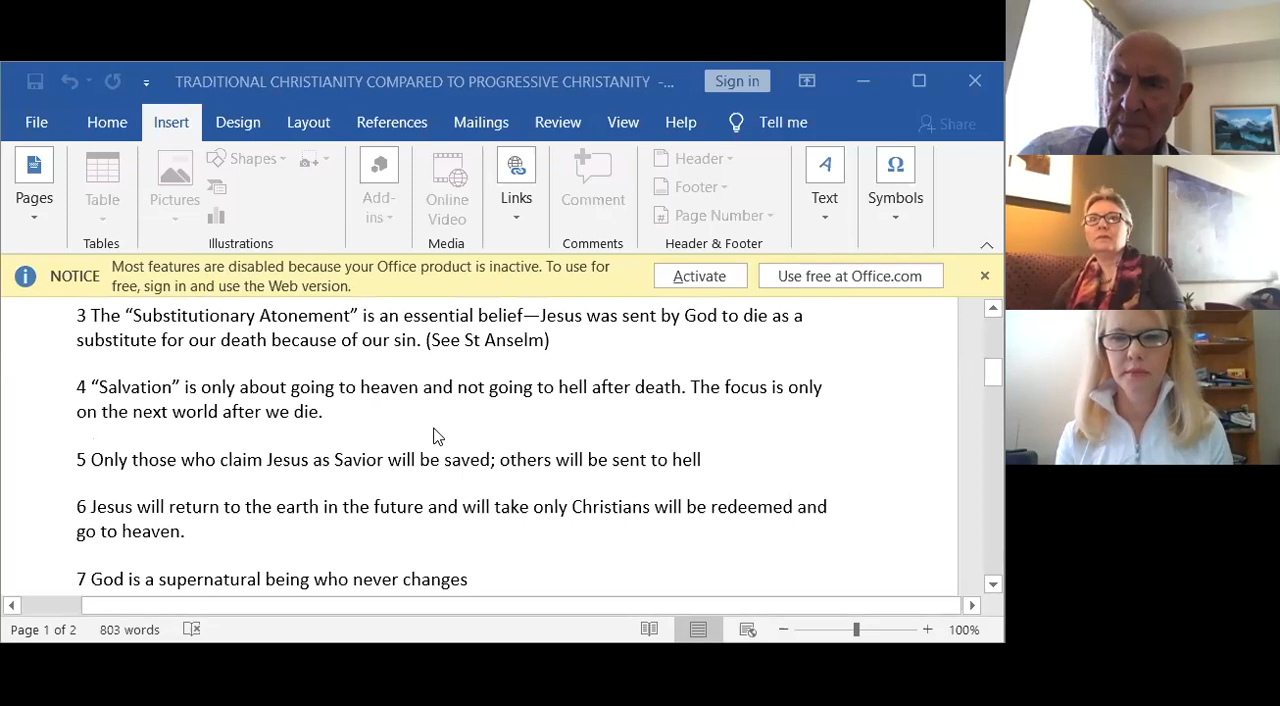 TRADITIONAL CHRISTIANITY COMPARED TO PROGRESSIVE CHRISTANITY -...
Sign in
File Home Insert Design Layout References Mailings Review View Help Tell me Share
Pages
Table
Pictures
Shapes
Add-
ins
Online
Video
Links
Comment
Header
Footer
Page Number
Text
Symbols
Tables Illustrations Media Comments Header & Footer
NOTICE
Most features are disabled because your Office product is inactive. To use for
free, sign in and use the Web version.
Activate
Use free at Office.com
3 The “Substitutionary Atonement” is an essential belief—Jesus was sent by God to die as a
substitute for our death because of our sin. (See St Anselm)
4 “Salvation” is only about going to heaven and not going to hell after death. The focus is only
on the next world after we die.
5 Only those who claim Jesus as Savior will be saved; others will be sent to hell
6 Jesus will return to the earth in the future and will take only Christians will be redeemed and
go to heaven.
7 God is a supernatural being who never changes
Page 1 of 2 803 words 100%